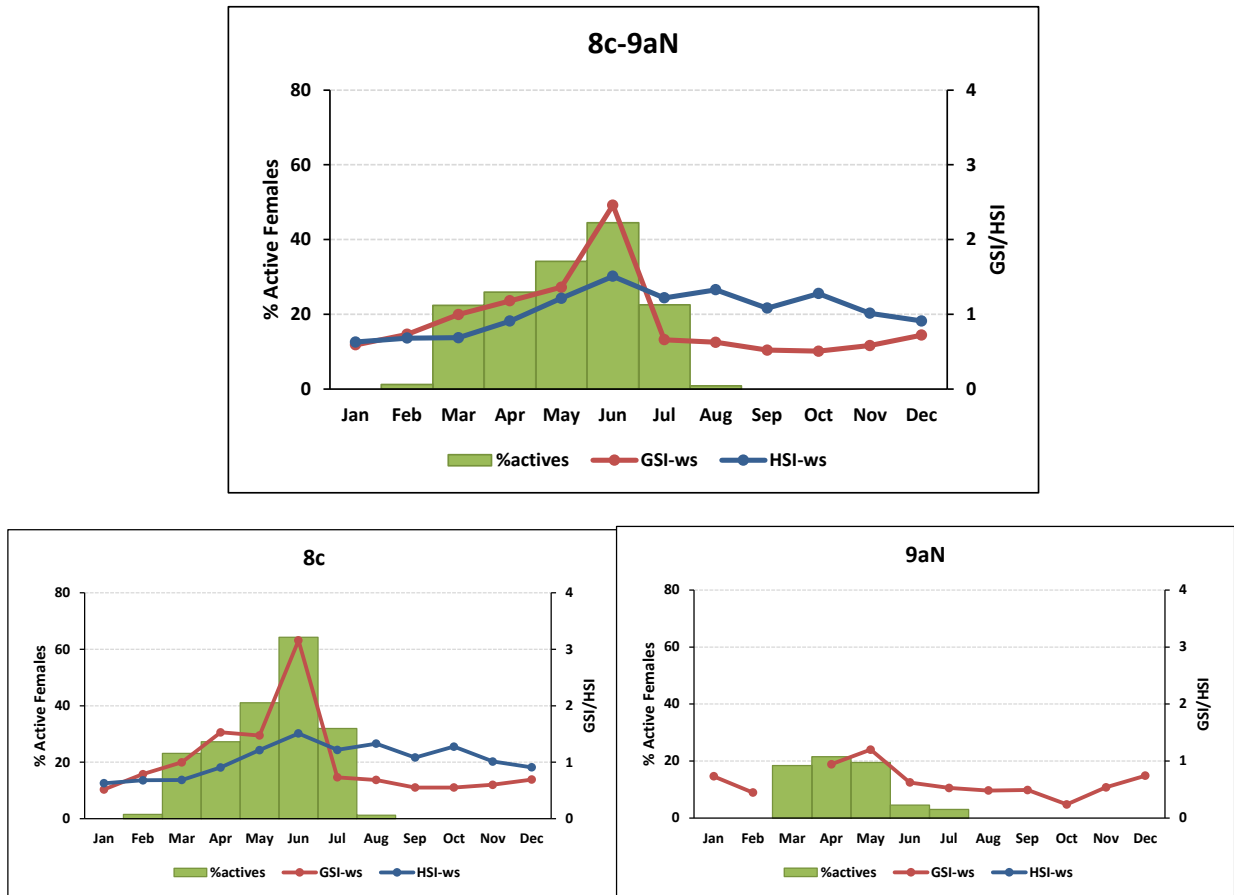 8c-9aN
% Active Females
80
60
40
20
0
4
3
2
1
0
GSI/HSI
Jan Feb Mar Apr May Jun Jul Aug Sep Oct Nov Dec
%actives GSI-ws HSI-ws
8c
% Active Females
80
60
40
20
0
4
3
2
1
0
GSI/HSI
Jan Feb Mar Apr May Jun Jul Aug Sep Oct Nov Dec
%actives GSI-ws HSI-ws
9aN
% Active Females
80
60
40
20
0
4
3
2
1
0
GSI/HSI
Jan Feb Mar Apr May Jun Jul Aug Sep Oct Nov Dec
%actives GSI-ws HSI-ws